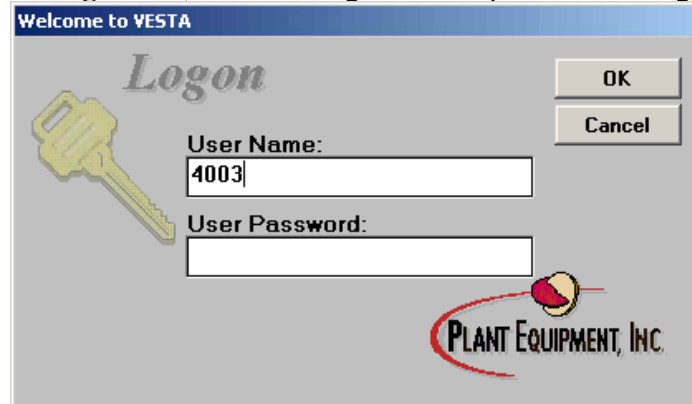 Welcome to VESTA
Logon
OK
Cancel
User Name:
4003
User Password:
PLANT EQUIPMENT, INC.